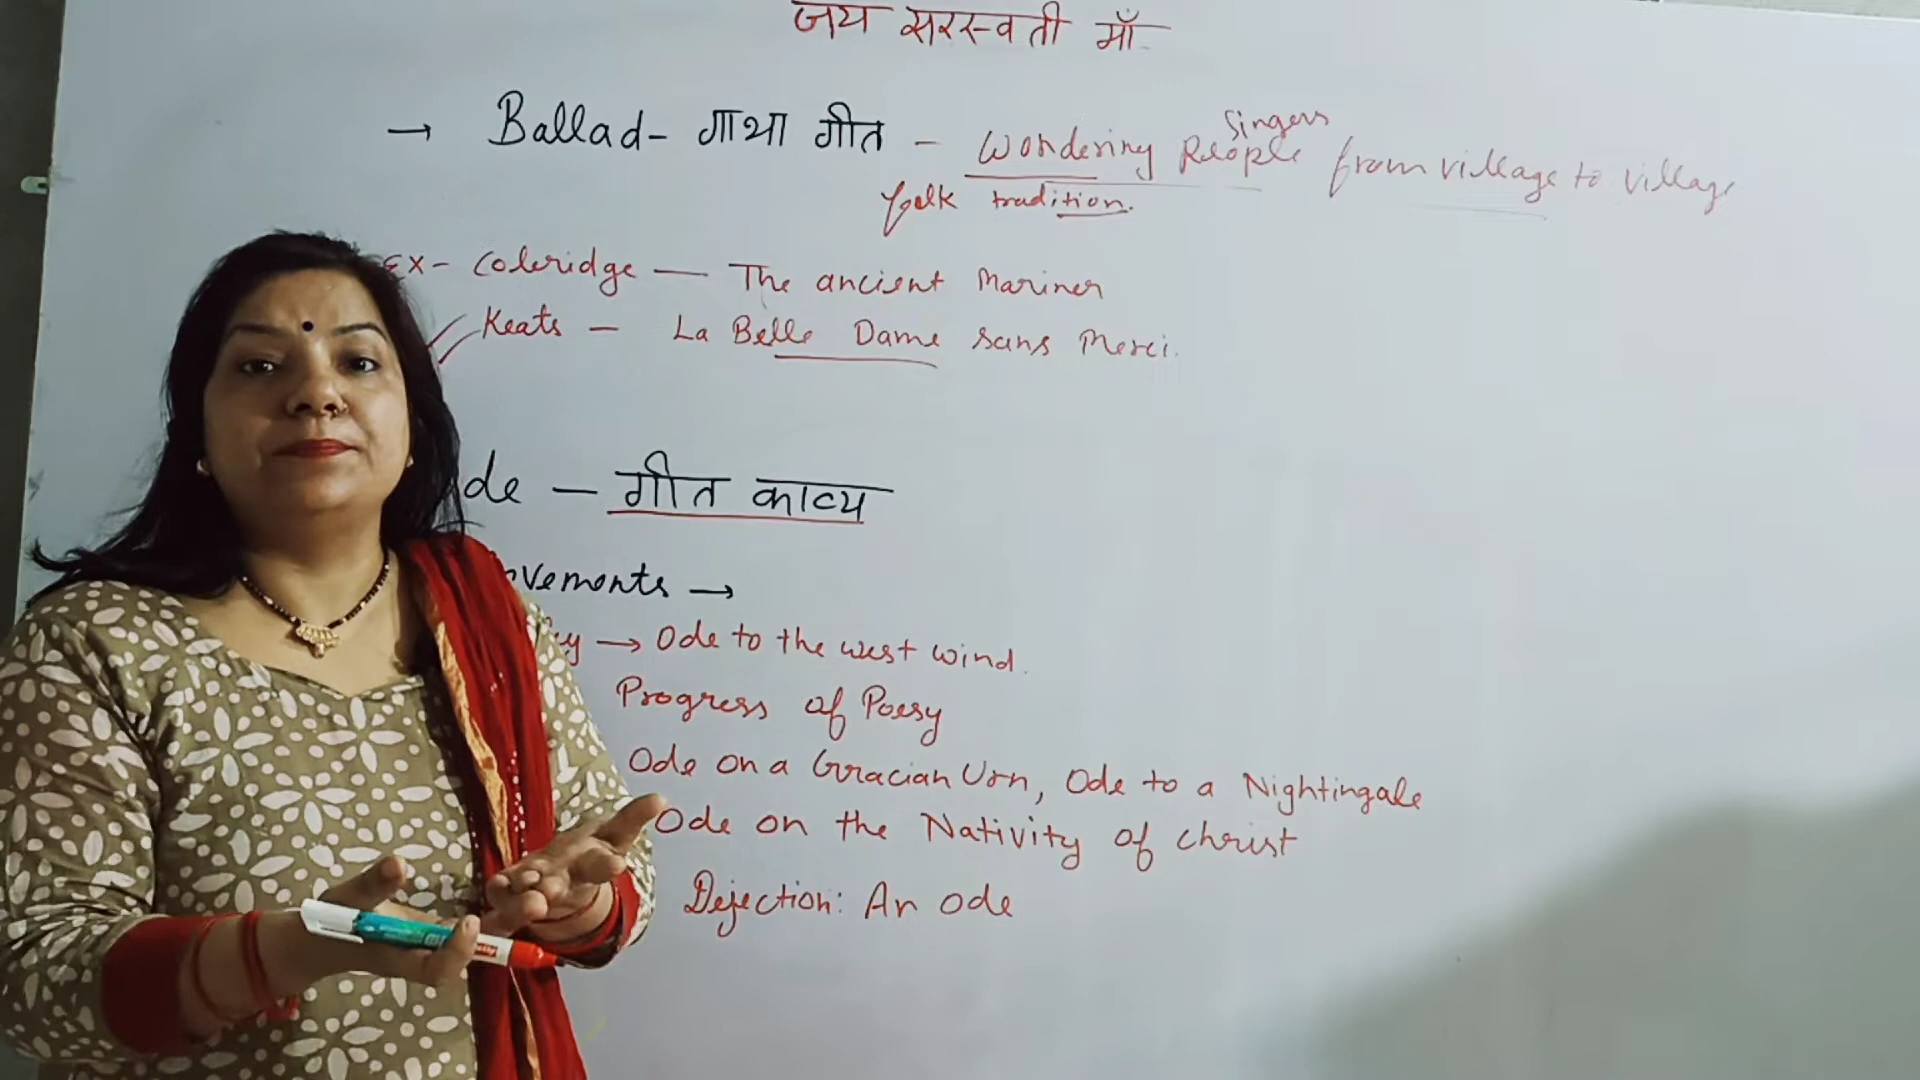 जय सरस्वती माँ
→ Ballad - गाथा गीत - Wondering People Singers from village to village
folk tradition.
Ex - Coleridge — The ancient Mariner
Keats - La Belle Dame sans Merci.
de - गीत काव्य
vements →
ey → Ode to the west wind.
Progress of Poesy
Ode on a Gracian Urn, Ode to a Nightingale
Ode on the Nativity of Christ
Dejection: An ode